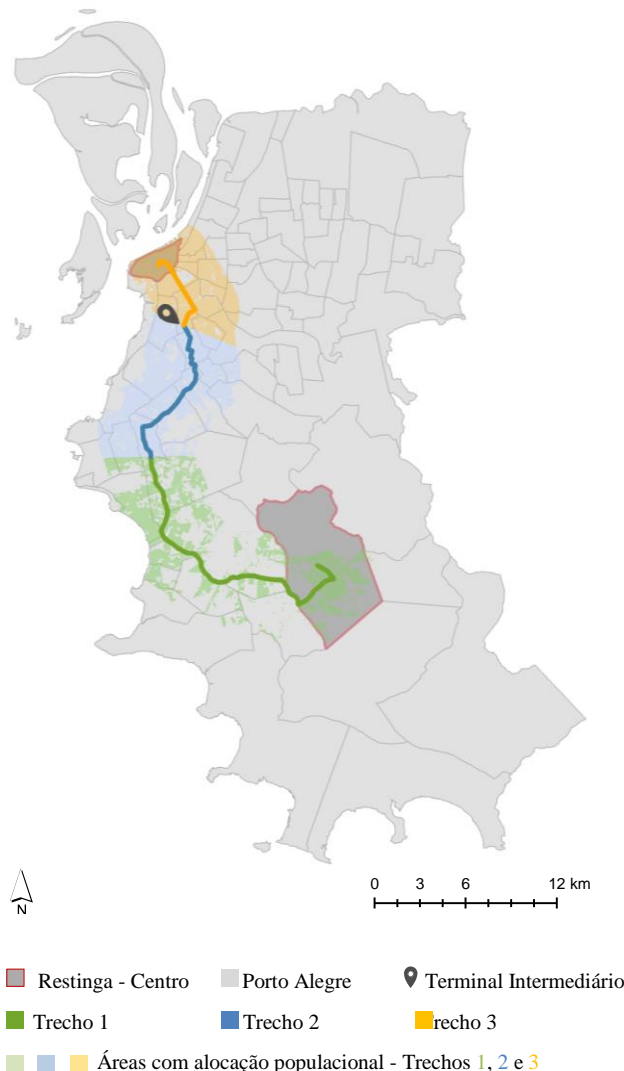 N
0 3 6 12 km
Restinga - Centro Porto Alegre Terminal Intermediário
Trecho 1 Trecho 2 recho 3
Áreas com alocação populacional - Trechos 1, 2 e 3